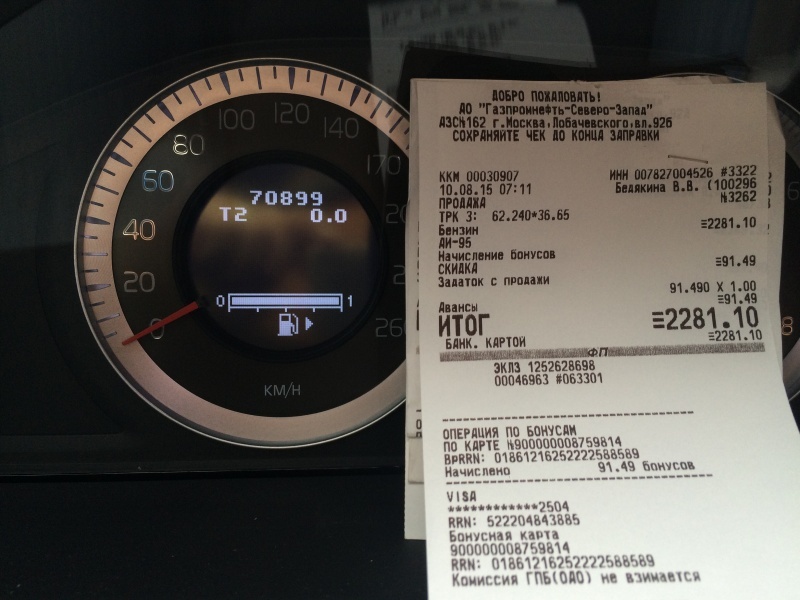 20
40
60
80
100
120
140
170
26
0
70899
T2 0.0
0 1
KM/H
ДОБРО ПОЖАЛОВАТЬ!
АО "Газпромнефть-Северо-Запад"
АЗС№162 г.Москва,Лобачевского,вл.92б
СОХРАНЯЙТЕ ЧЕК ДО КОНЦА ЗАПРАВКИ
ККМ 00030907 ИНН 007827004526 #3322
10.08.15 07:11 Бедякина В.В. (100296
ПРОДАЖА №3262
ТРК 3: 62.240*36.65
Бензин ≡2281.10
АИ-95
Начисление бонусов
СКИДКА ≡91.49
Задаток с продажи
91.490 X 1.00
Авансы ≡91.49
ИТОГ ≡2281.10
БАНК. КАРТОЙ ≡2281.10
ФП
ЭКЛЗ 1252628698
00046963 #063301
ОПЕРАЦИЯ ПО БОНУСАМ
ПО КАРТЕ №900000008759814
ВрRRN: 01861216252222588589
Начислено 91.49 бонусов
VISA
************2504
RRN: 522204843885
Бонусная карта
900000008759814
RRN: 01861216252222588589
Комиссия ГПБ(ОАО) не взимается